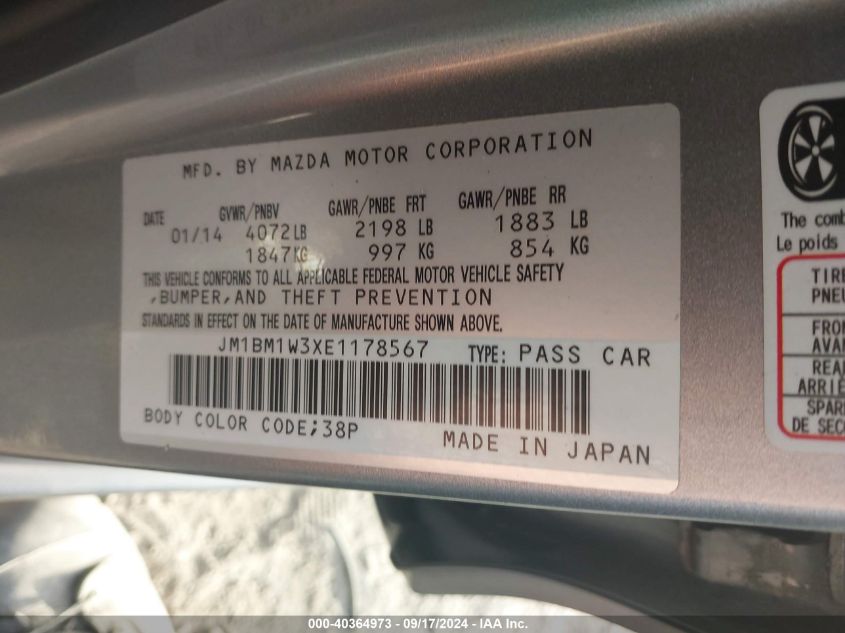 MFD. BY MAZDA MOTOR CORPORATION
DATE GVWR/PNBV GAWR/PNBE FRT GAWR/PNBE RR
01/14 4072LB 2198 LB 1883 LB
1847KG 997 KG 854 KG
THIS VEHICLE CONFORMS TO ALL APPLICABLE FEDERAL MOTOR VEHICLE SAFETY
,BUMPER,AND THEFT PREVENTION
STANDARDS IN EFFECT ON THE DATE OF MANUFACTURE SHOWN ABOVE.
JM1BM1W3XE1178567 TYPE: PASS CAR
BODY COLOR CODE;38P
MADE IN JAPAN
The comb
Le poids
TIRE
PNEU
FRON
AVAN
REAR
ARRIÈ
SPAR
DE SECO
000-40364973 - 09/17/2024 - IAA Inc.